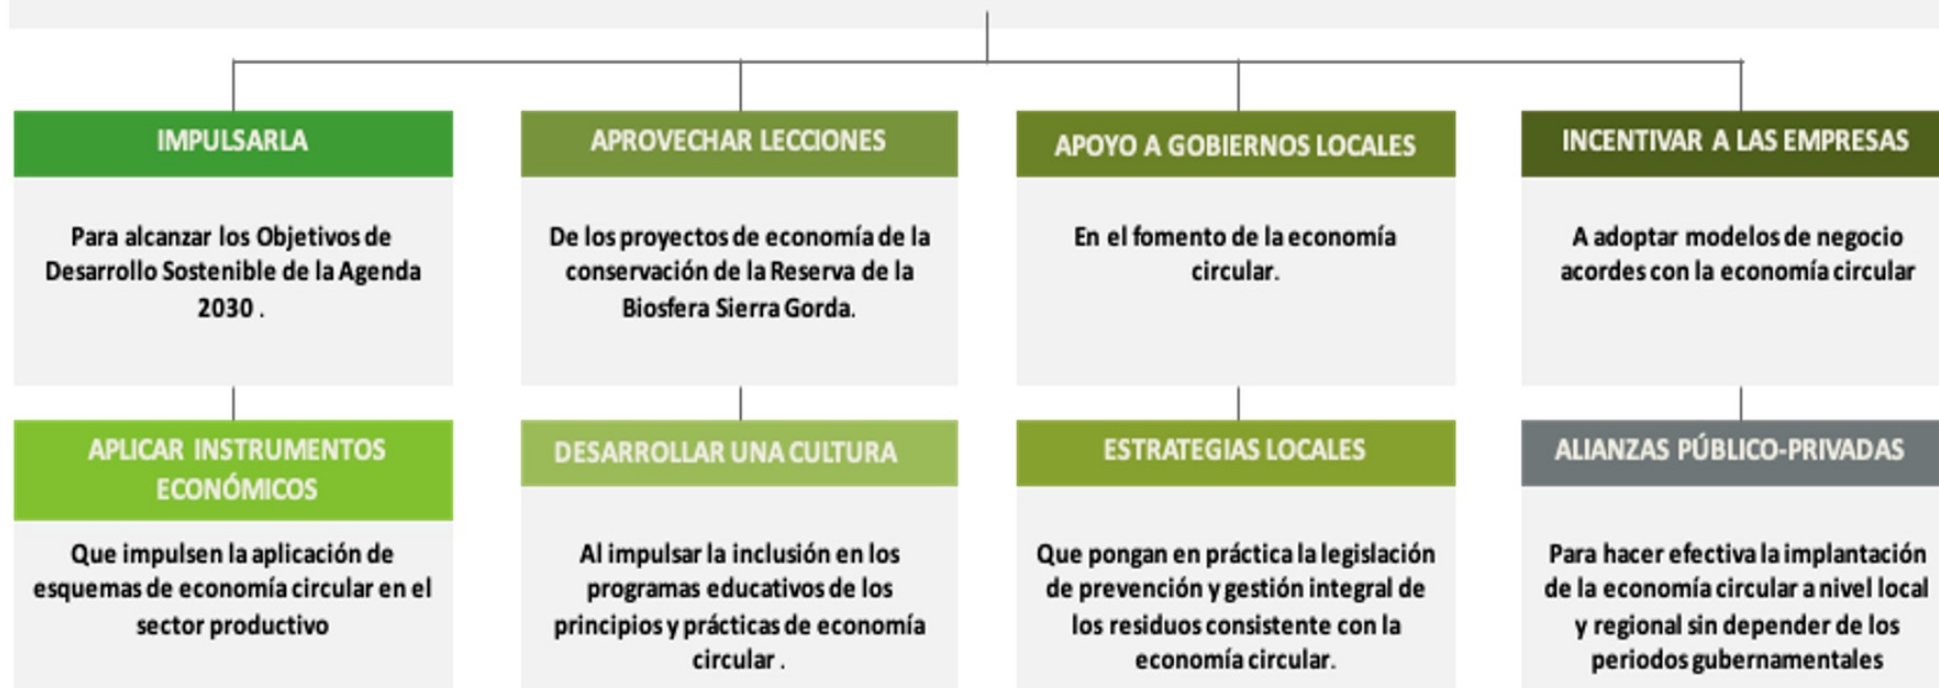 IMPULSARLA
Para alcanzar los Objetivos de
Desarrollo Sostenible de la Agenda
2030 .
APROVECHAR LECCIONES
De los proyectos de economía de la
conservación de la Reserva de la
Biosfera Sierra Gorda.
APOYO A GOBIERNOS LOCALES
En el fomento de la economía
circular.
INCENTIVAR A LAS EMPRESAS
A adoptar modelos de negocio
acordes con la economía circular
APLICAR INSTRUMENTOS
ECONÓMICOS
Que impulsen la aplicación de
esquemas de economía circular en el
sector productivo
DESARROLLAR UNA CULTURA
Al impulsar la inclusión en los
programas educativos de los
principios y prácticas de economía
circular .
ESTRATEGIAS LOCALES
Que pongan en práctica la legislación
de prevención y gestión integral de
los residuos consistente con la
economía circular.
ALIANZAS PÚBLICO-PRIVADAS
Para hacer efectiva la implantación
de la economía circular a nivel local
y regional sin depender de los
periodos gubernamentales